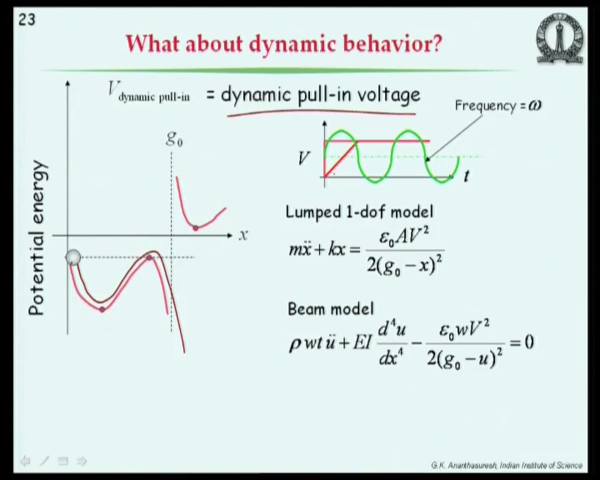 23
What about dynamic behavior?
V dynamic pull-in = dynamic pull-in voltage
Frequency = ω
g₀
V
t
Potential energy
x
Lumped 1-dof model
mẍ + kx = ε₀AV² / 2(g₀ − x)²
Beam model
ρwtü + EI d⁴u/dx⁴ − ε₀wV² / 2(g₀ − u)² = 0
G.K. Ananthasuresh, Indian Institute of Science